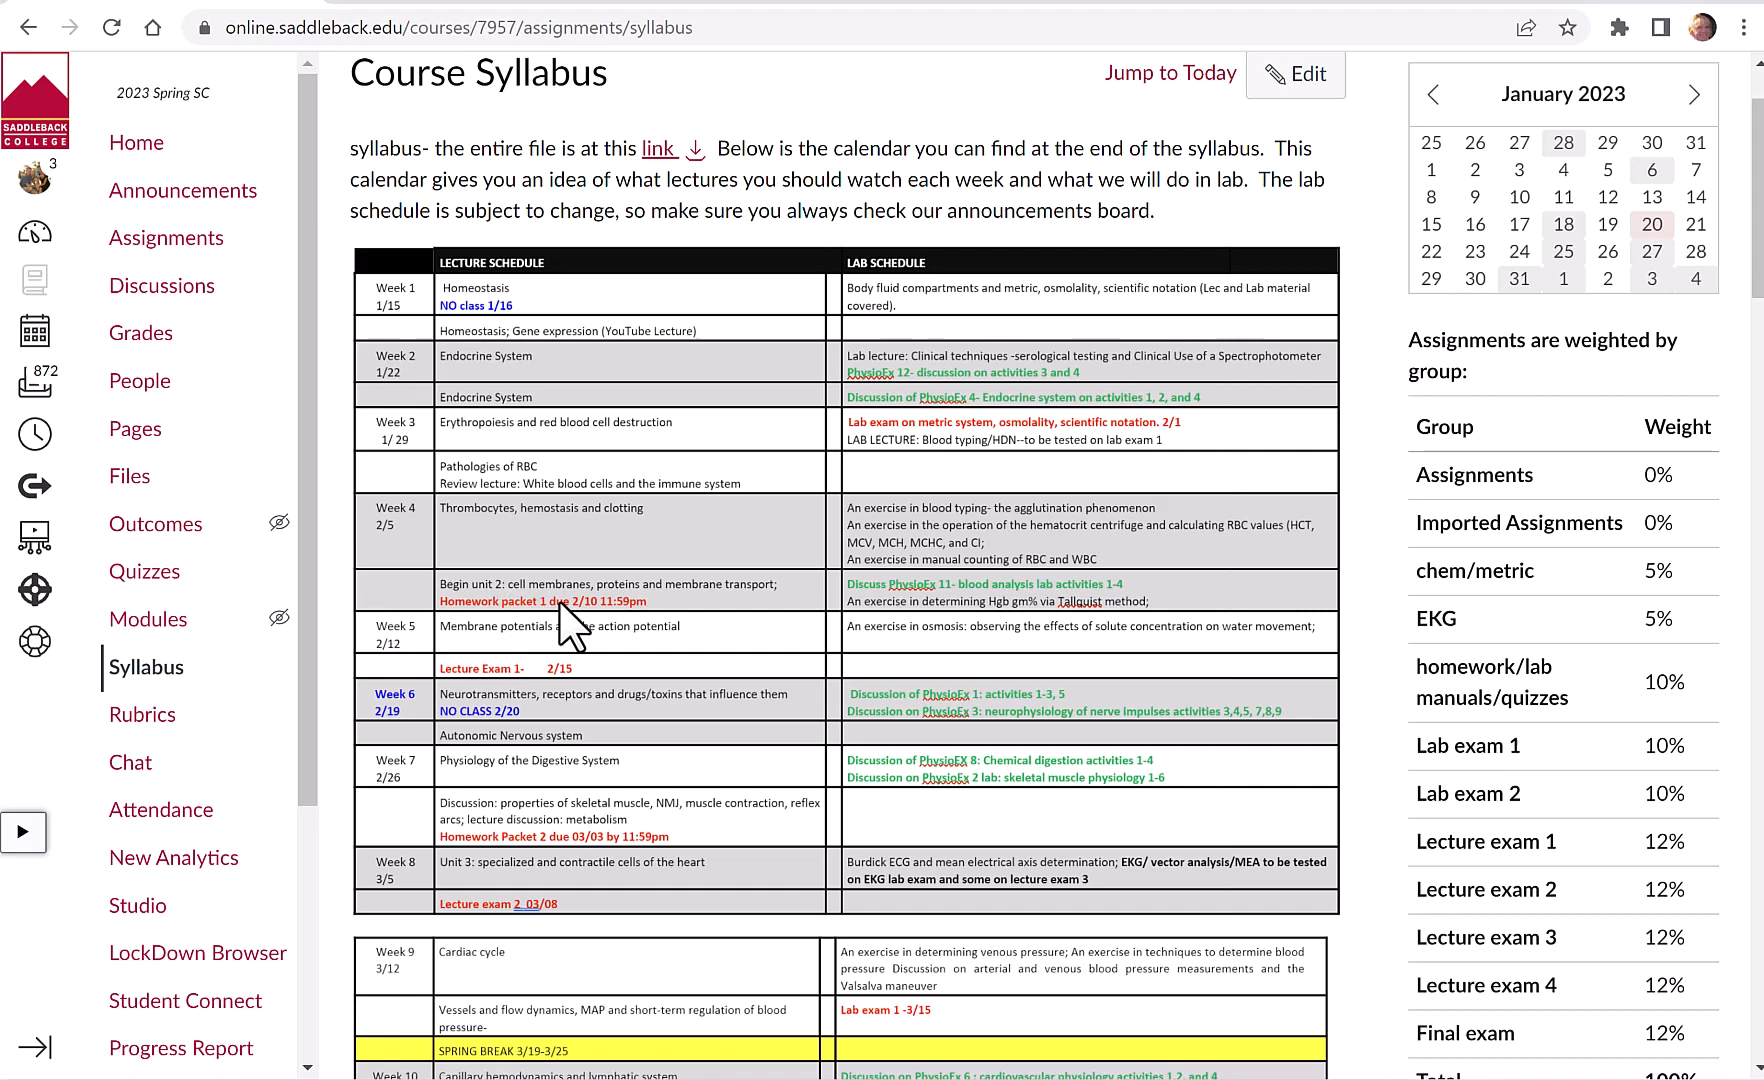 online.saddleback.edu/courses/7957/assignments/syllabus
SADDLEBACK
COLLEGE
3
872
2023 Spring SC
Home
Announcements
Assignments
Discussions
Grades
People
Pages
Files
Outcomes
Quizzes
Modules
Syllabus
Rubrics
Chat
Attendance
New Analytics
Studio
LockDown Browser
Student Connect
Progress Report
Course Syllabus
Jump to Today
Edit
syllabus- the entire file is at this link Below is the calendar you can find at the end of the syllabus. This
calendar gives you an idea of what lectures you should watch each week and what we will do in lab. The lab
schedule is subject to change, so make sure you always check our announcements board.
LECTURE SCHEDULE LAB SCHEDULE
Week 1
1/15
Homeostasis
NO class 1/16
Body fluid compartments and metric, osmolality, scientific notation (Lec and Lab material
covered).
Homeostasis; Gene expression (YouTube Lecture)
Week 2
1/22
Endocrine System
Lab lecture: Clinical techniques -serological testing and Clinical Use of a Spectrophotometer
PhysioEx 12- discussion on activities 3 and 4
Endocrine System
Discussion of PhysioEx 4- Endocrine system on activities 1, 2, and 4
Week 3
1/ 29
Erythropoiesis and red blood cell destruction
Lab exam on metric system, osmolality, scientific notation. 2/1
LAB LECTURE: Blood typing/HDN--to be tested on lab exam 1
Pathologies of RBC
Review lecture: White blood cells and the immune system
Week 4
2/5
Thrombocytes, hemostasis and clotting
An exercise in blood typing- the agglutination phenomenon
An exercise in the operation of the hematocrit centrifuge and calculating RBC values (HCT,
MCV, MCH, MCHC, and CI;
An exercise in manual counting of RBC and WBC
Begin unit 2: cell membranes, proteins and membrane transport;
Homework packet 1 due 2/10 11:59pm
Discuss PhysioEx 11- blood analysis lab activities 1-4
An exercise in determining Hgb gm% via Tallquist method;
Week 5
2/12
Membrane potentials action potential
An exercise in osmosis: observing the effects of solute concentration on water movement;
Lecture Exam 1- 2/15
Week 6
2/19
Neurotransmitters, receptors and drugs/toxins that influence them
NO CLASS 2/20
Discussion of PhysioEx 1: activities 1-3, 5
Discussion on PhysioEx 3: neurophysiology of nerve impulses activities 3,4,5, 7,8,9
Autonomic Nervous system
Week 7
2/26
Physiology of the Digestive System
Discussion of PhysioEX 8: Chemical digestion activities 1-4
Discussion on PhysioEx 2 lab: skeletal muscle physiology 1-6
Discussion: properties of skeletal muscle, NMJ, muscle contraction, reflex
arcs; lecture discussion: metabolism
Homework Packet 2 due 03/03 by 11:59pm
Week 8
3/5
Unit 3: specialized and contractile cells of the heart
Burdick ECG and mean electrical axis determination; EKG/ vector analysis/MEA to be tested
on EKG lab exam and some on lecture exam 3
Lecture exam 2 03/08
Week 9
3/12
Cardiac cycle
An exercise in determining venous pressure; An exercise in techniques to determine blood
pressure Discussion on arterial and venous blood pressure measurements and the
Valsalva maneuver
Vessels and flow dynamics, MAP and short-term regulation of blood
pressure-
Lab exam 1 -3/15
SPRING BREAK 3/19-3/25
Week 10 Capillary hemodynamics and lymphatic system Discussion on PhysioEx 6 : cardiovascular physiology activities 1,2, and 4
January 2023
25 26 27 28 29 30 31
1 2 3 4 5 6 7
8 9 10 11 12 13 14
15 16 17 18 19 20 21
22 23 24 25 26 27 28
29 30 31 1 2 3 4
Assignments are weighted by
group:
Group Weight
Assignments 0%
Imported Assignments 0%
chem/metric 5%
EKG 5%
homework/lab
manuals/quizzes 10%
Lab exam 1 10%
Lab exam 2 10%
Lecture exam 1 12%
Lecture exam 2 12%
Lecture exam 3 12%
Lecture exam 4 12%
Final exam 12%
Total 100%